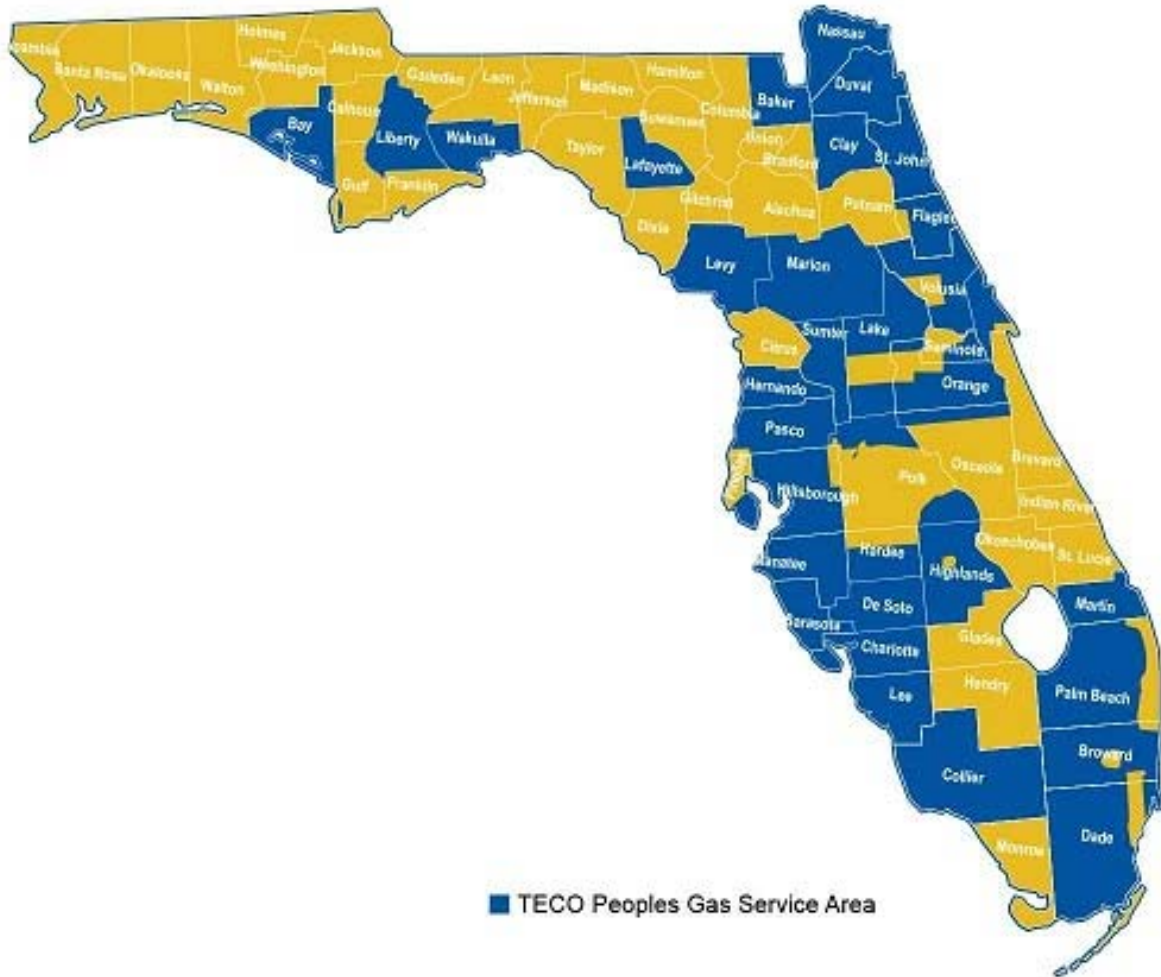 Nassau
Holmes
Jackson
Santa Rosa
Okaloosa
Washington
Walton
Gadsden
Leon
Madison
Hamilton
Jefferson
Columbia
Baker
Duval
Calhoun
Bay
Liberty
Wakulla
Suwannee
Union
Bradford
Clay
St. John
Taylor
Lafayette
Gulf
Franklin
Gilchrist
Alachua
Putnam
Flagler
Dixie
Levy
Marion
Volusia
Citrus
Sumter
Lake
Seminole
Hernando
Orange
Pasco
Osceola
Brevard
Polk
Hillsborough
Indian River
Okeechobee
St. Lucie
Manatee
Hardee
Highlands
De Soto
Martin
Sarasota
Charlotte
Glades
Lee
Hendry
Palm Beach
Broward
Collier
Dade
Monroe
TECO Peoples Gas Service Area